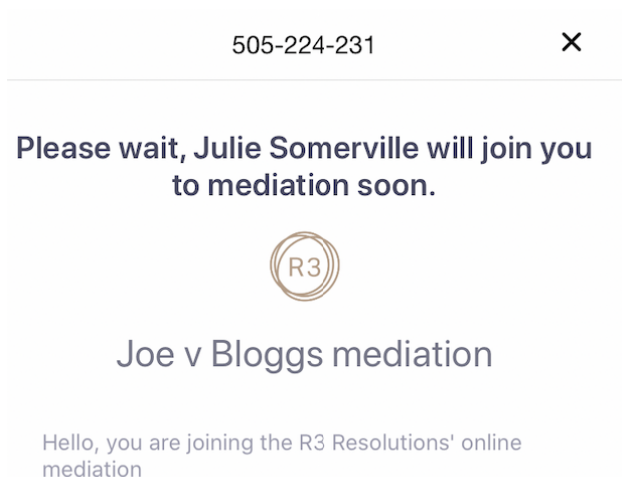 505-224-231
Please wait, Julie Somerville will join you
to mediation soon.
R3
Joe v Bloggs mediation
Hello, you are joining the R3 Resolutions' online
mediation